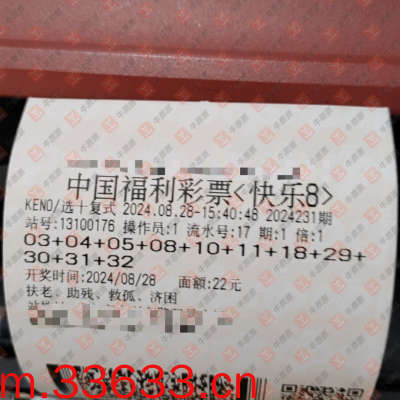 中国福利彩票<快乐8>
KENO/选十复式 2024.08.28-15:40:48 2024231期
站号:13100176 操作员:1 流水号:17 期:1 倍:1
03+04+05+08+10+11+18+29+
30+31+32
开奖时间:2024/08/28 面额:22元
扶老、助残、救孤、济困
m.33633.cn